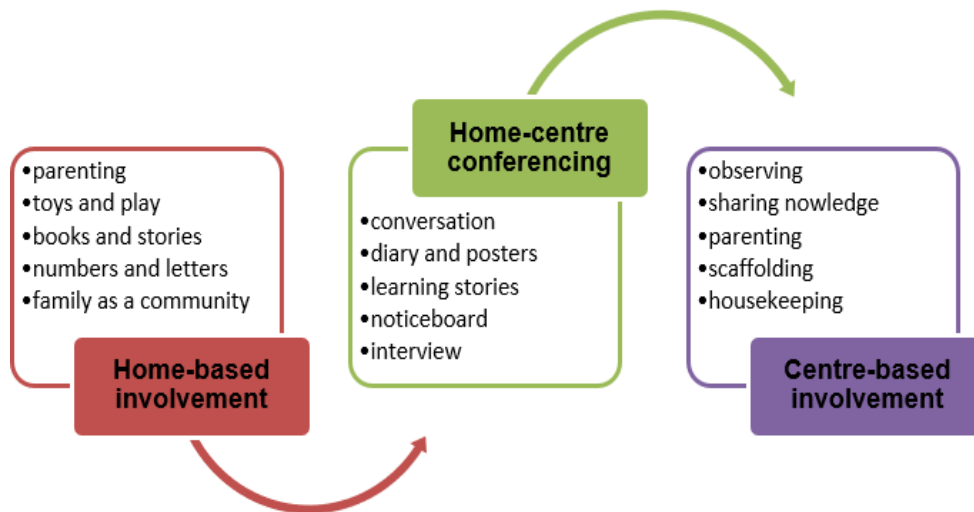 •parenting
•toys and play
•books and stories
•numbers and letters
•family as a community
Home-based
involvement
Home-centre
conferencing
•conversation
•diary and posters
•learning stories
•noticeboard
•interview
•observing
•sharing nowledge
•parenting
•scaffolding
•housekeeping
Centre-based
involvement